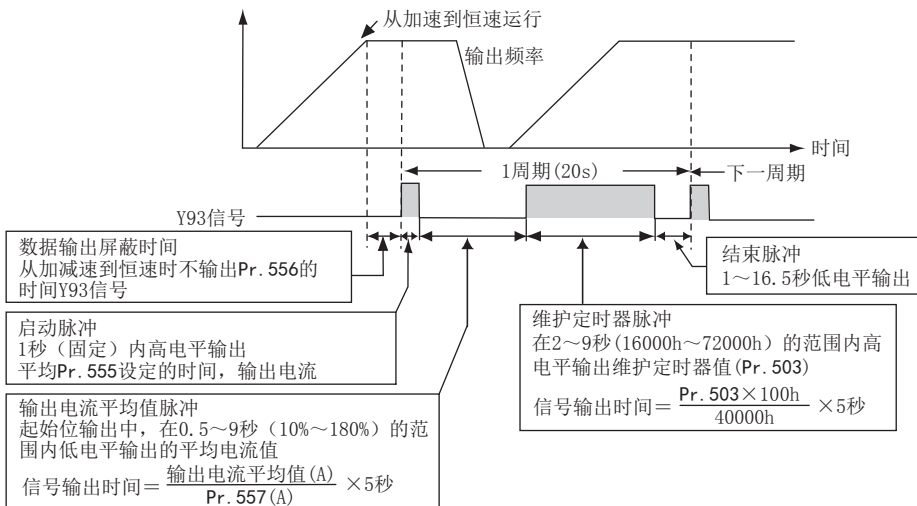 从加速到恒速运行
输出频率
时间
1周期(20s)
下一周期
Y93信号
数据输出屏蔽时间
从加减速到恒速时不输出Pr.556的
时间Y93信号
启动脉冲
1秒（固定）内高电平输出
平均Pr.555设定的时间，输出电流
输出电流平均值脉冲
起始位输出中，在0.5～9秒（10%～180%）的范
围内低电平输出的平均电流值
信号输出时间＝ 输出电流平均值(A) ×5秒
Pr.557(A)
结束脉冲
1～16.5秒低电平输出
维护定时器脉冲
在2～9秒(16000h～72000h）的范围内高
电平输出维护定时器值(Pr.503)
信号输出时间＝ Pr.503×100h ×5秒
40000h